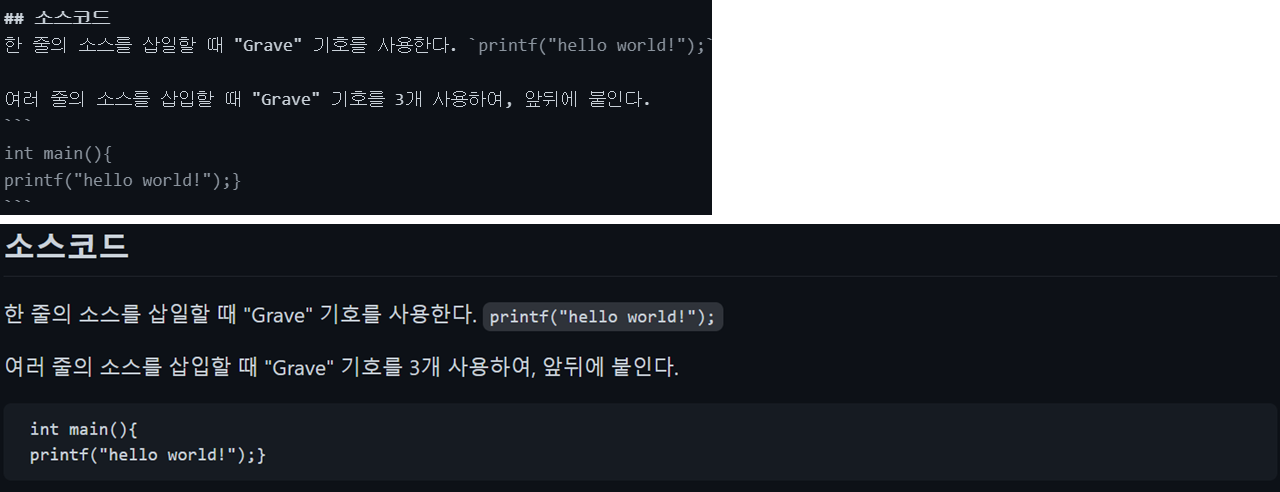 ## 소스코드
한 줄의 소스를 삽일할 때 "Grave" 기호를 사용한다. `printf("hello world!");`
여러 줄의 소스를 삽입할 때 "Grave" 기호를 3개 사용하여, 앞뒤에 붙인다.
```
int main(){
printf("hello world!");}
```
소스코드
한 줄의 소스를 삽일할 때 "Grave" 기호를 사용한다. printf("hello world!");
여러 줄의 소스를 삽입할 때 "Grave" 기호를 3개 사용하여, 앞뒤에 붙인다.
int main(){
printf("hello world!");}